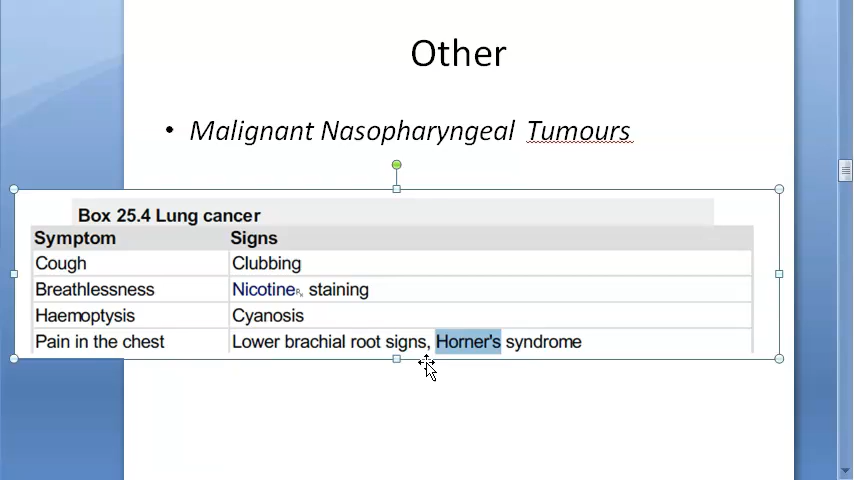 Other
• Malignant Nasopharyngeal Tumours
Box 25.4 Lung cancer
Symptom Signs
Cough Clubbing
Breathlessness Nicotine℞ staining
Haemoptysis Cyanosis
Pain in the chest Lower brachial root signs, Horner's syndrome